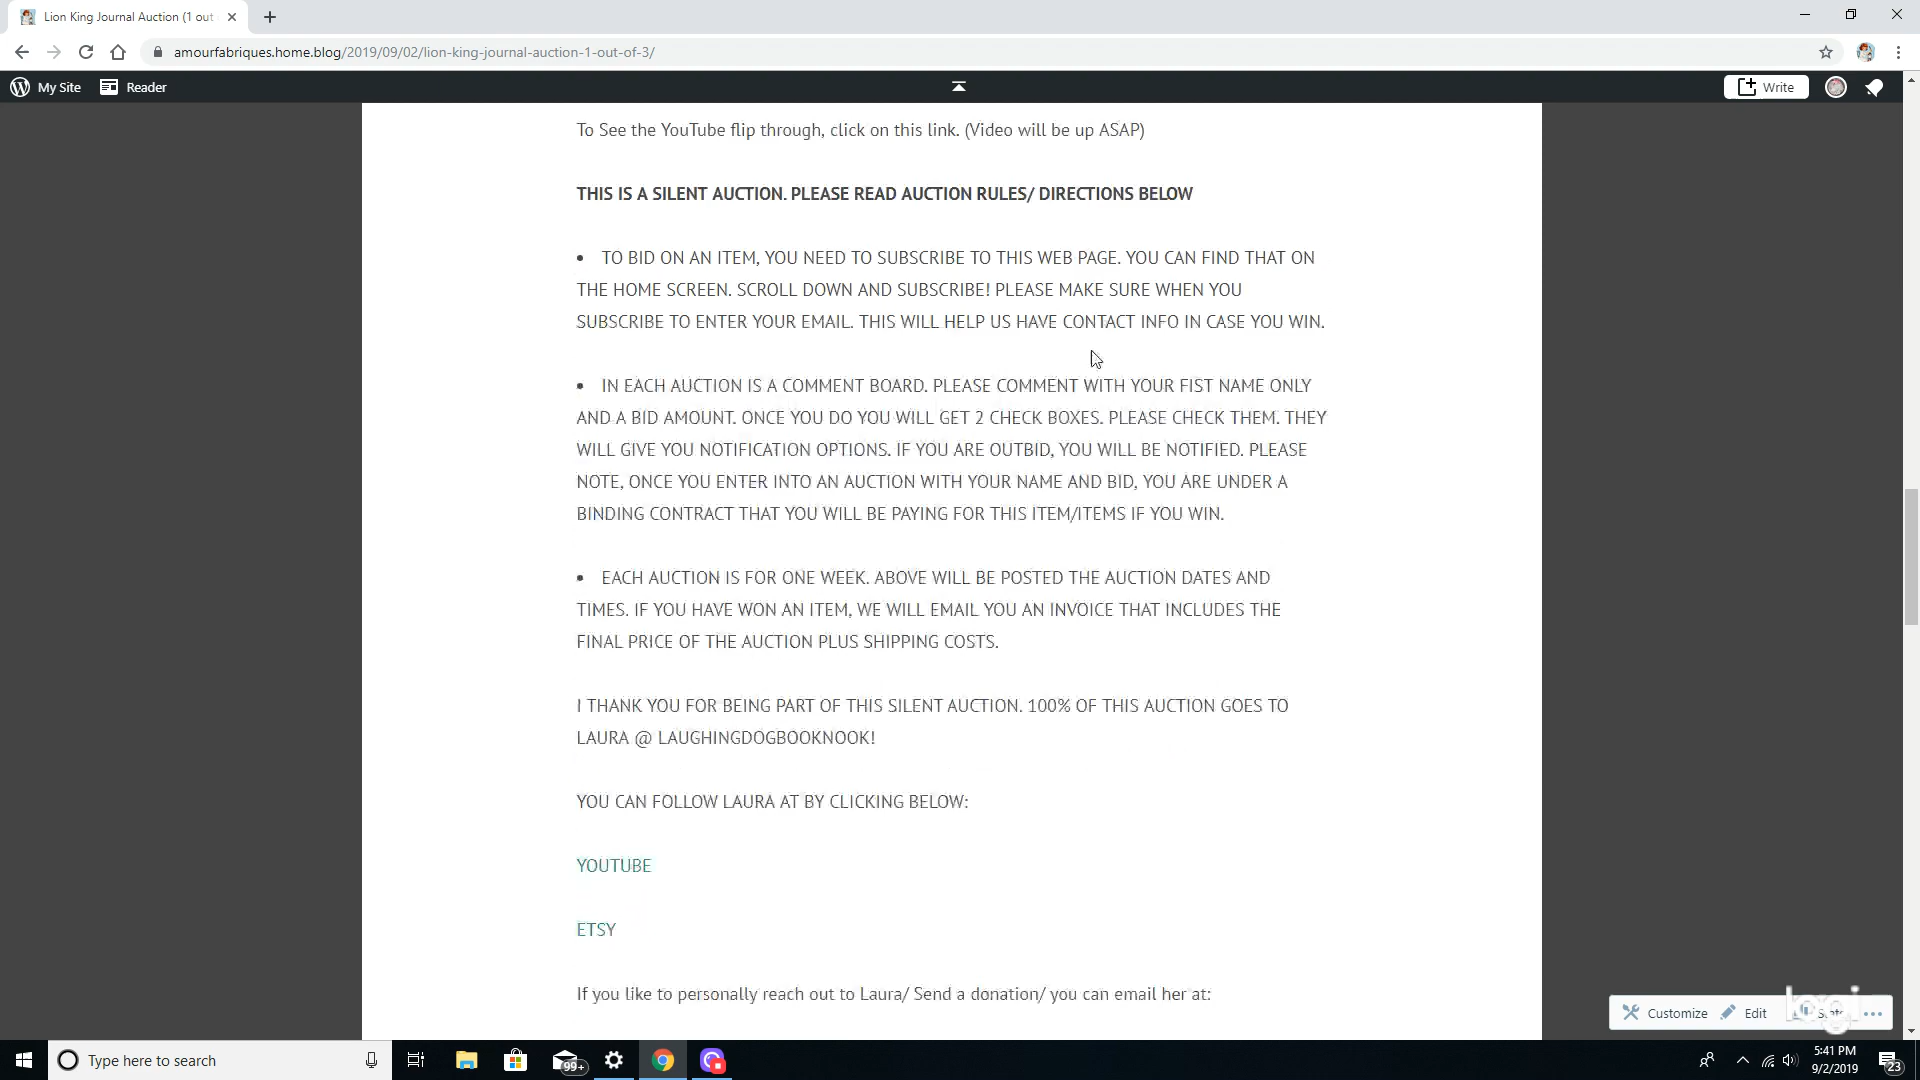 Lion King Journal Auction (1 out
amourfabriques.home.blog/2019/09/02/lion-king-journal-auction-1-out-of-3/
My Site
Reader
Write
To See the YouTube flip through, click on this link. (Video will be up ASAP)
THIS IS A SILENT AUCTION. PLEASE READ AUCTION RULES/ DIRECTIONS BELOW
• TO BID ON AN ITEM, YOU NEED TO SUBSCRIBE TO THIS WEB PAGE. YOU CAN FIND THAT ON
THE HOME SCREEN. SCROLL DOWN AND SUBSCRIBE! PLEASE MAKE SURE WHEN YOU
SUBSCRIBE TO ENTER YOUR EMAIL. THIS WILL HELP US HAVE CONTACT INFO IN CASE YOU WIN.
• IN EACH AUCTION IS A COMMENT BOARD. PLEASE COMMENT WITH YOUR FIST NAME ONLY
AND A BID AMOUNT. ONCE YOU DO YOU WILL GET 2 CHECK BOXES. PLEASE CHECK THEM. THEY
WILL GIVE YOU NOTIFICATION OPTIONS. IF YOU ARE OUTBID, YOU WILL BE NOTIFIED. PLEASE
NOTE, ONCE YOU ENTER INTO AN AUCTION WITH YOUR NAME AND BID, YOU ARE UNDER A
BINDING CONTRACT THAT YOU WILL BE PAYING FOR THIS ITEM/ITEMS IF YOU WIN.
• EACH AUCTION IS FOR ONE WEEK. ABOVE WILL BE POSTED THE AUCTION DATES AND
TIMES. IF YOU HAVE WON AN ITEM, WE WILL EMAIL YOU AN INVOICE THAT INCLUDES THE
FINAL PRICE OF THE AUCTION PLUS SHIPPING COSTS.
I THANK YOU FOR BEING PART OF THIS SILENT AUCTION. 100% OF THIS AUCTION GOES TO
LAURA @ LAUGHINGDOGBOOKNOOK!
YOU CAN FOLLOW LAURA AT BY CLICKING BELOW:
YOUTUBE
ETSY
If you like to personally reach out to Laura/ Send a donation/ you can email her at:
Customize
Edit
logi
Type here to search
99+
5:41 PM
9/2/2019
23